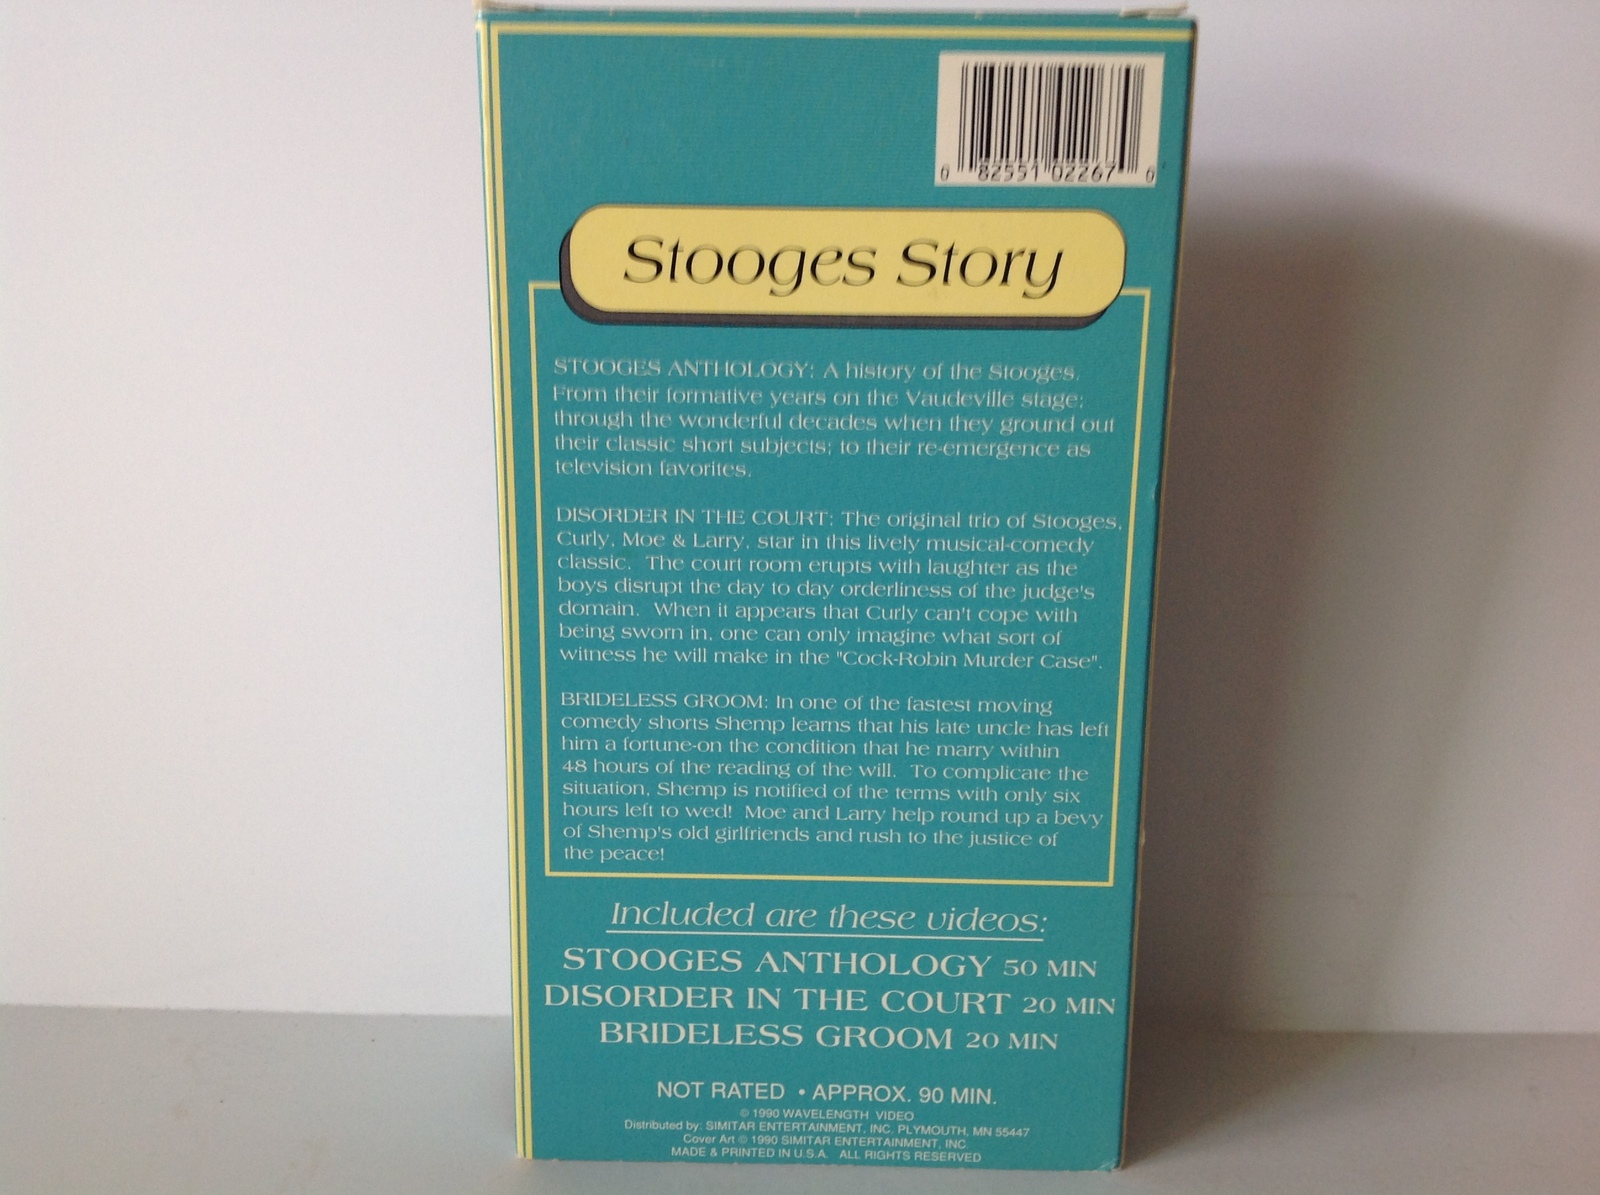 0 82551 02267 0
Stooges Story
STOOGES ANTHOLOGY: A history of the Stooges.
From their formative years on the Vaudeville stage;
through the wonderful decades when they ground out
their classic short subjects; to their re-emergence as
television favorites.
DISORDER IN THE COURT: The original trio of Stooges,
Curly, Moe & Larry, star in this lively musical-comedy
classic. The court room erupts with laughter as the
boys disrupt the day to day orderliness of the judge's
domain. When it appears that Curly can't cope with
being sworn in, one can only imagine what sort of
witness he will make in the "Cock-Robin Murder Case".
BRIDELESS GROOM: In one of the fastest moving
comedy shorts Shemp learns that his late uncle has left
him a fortune-on the condition that he marry within
48 hours of the reading of the will. To complicate the
situation, Shemp is notified of the terms with only six
hours left to wed! Moe and Larry help round up a bevy
of Shemp's old girlfriends and rush to the justice of
the peace!
Included are these videos:
STOOGES ANTHOLOGY 50 MIN
DISORDER IN THE COURT 20 MIN
BRIDELESS GROOM 20 MIN
NOT RATED • APPROX. 90 MIN.
© 1990 WAVELENGTH VIDEO
Distributed by: SIMITAR ENTERTAINMENT, INC. PLYMOUTH, MN 55447
Cover Art © 1990 SIMITAR ENTERTAINMENT, INC.
MADE & PRINTED IN U.S.A. ALL RIGHTS RESERVED